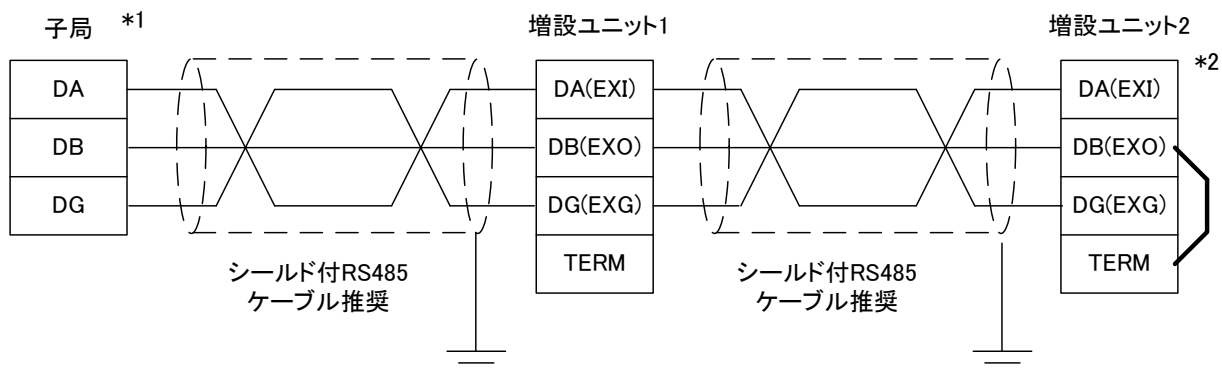 子局 *1
増設ユニット1
増設ユニット2
*2
DA
DB
DG
DA(EXI)
DB(EXO)
DG(EXG)
TERM
DA(EXI)
DB(EXO)
DG(EXG)
TERM
シールド付RS485
ケーブル推奨
シールド付RS485
ケーブル推奨